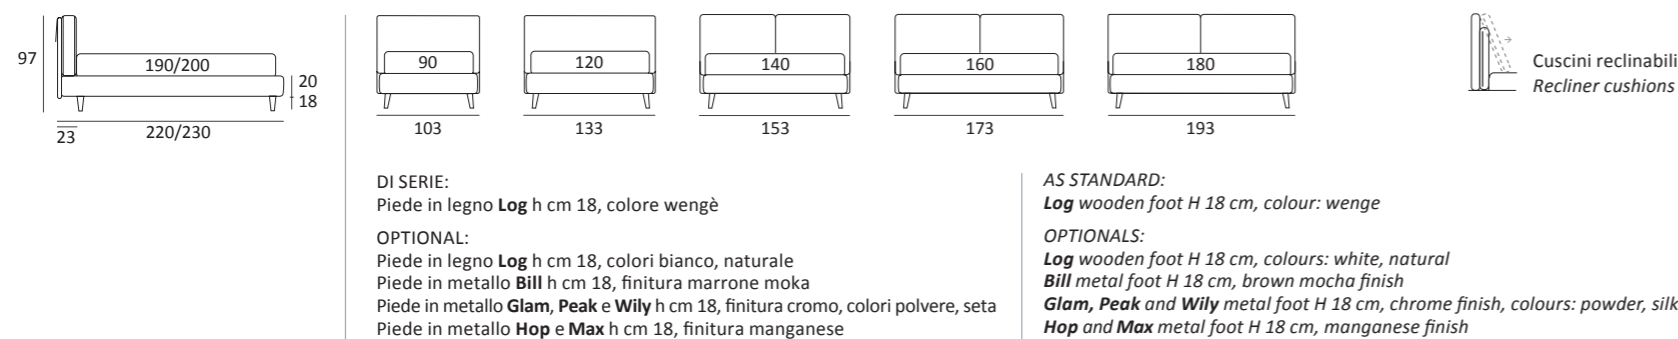 97
190/200
20
18
23
220/230
90
103
120
133
140
153
160
173
180
193
Cuscini reclinabili
Recliner cushions
DI SERIE:
Piede in legno Log h cm 18, colore wengè
OPTIONAL:
Piede in legno Log h cm 18, colori bianco, naturale
Piede in metallo Bill h cm 18, finitura marrone moka
Piede in metallo Glam, Peak e Wily h cm 18, finitura cromo, colori polvere, seta
Piede in metallo Hop e Max h cm 18, finitura manganese
AS STANDARD:
Log wooden foot H 18 cm, colour: wenge
OPTIONALS:
Log wooden foot H 18 cm, colours: white, natural
Bill metal foot H 18 cm, brown mocha finish
Glam, Peak and Wily metal foot H 18 cm, chrome finish, colours: powder, silk
Hop and Max metal foot H 18 cm, manganese finish